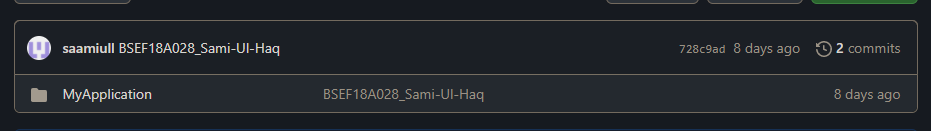 saamiull BSEF18A028_Sami-Ul-Haq 728c9ad 8 days ago 2 commits
MyApplication BSEF18A028_Sami-Ul-Haq 8 days ago